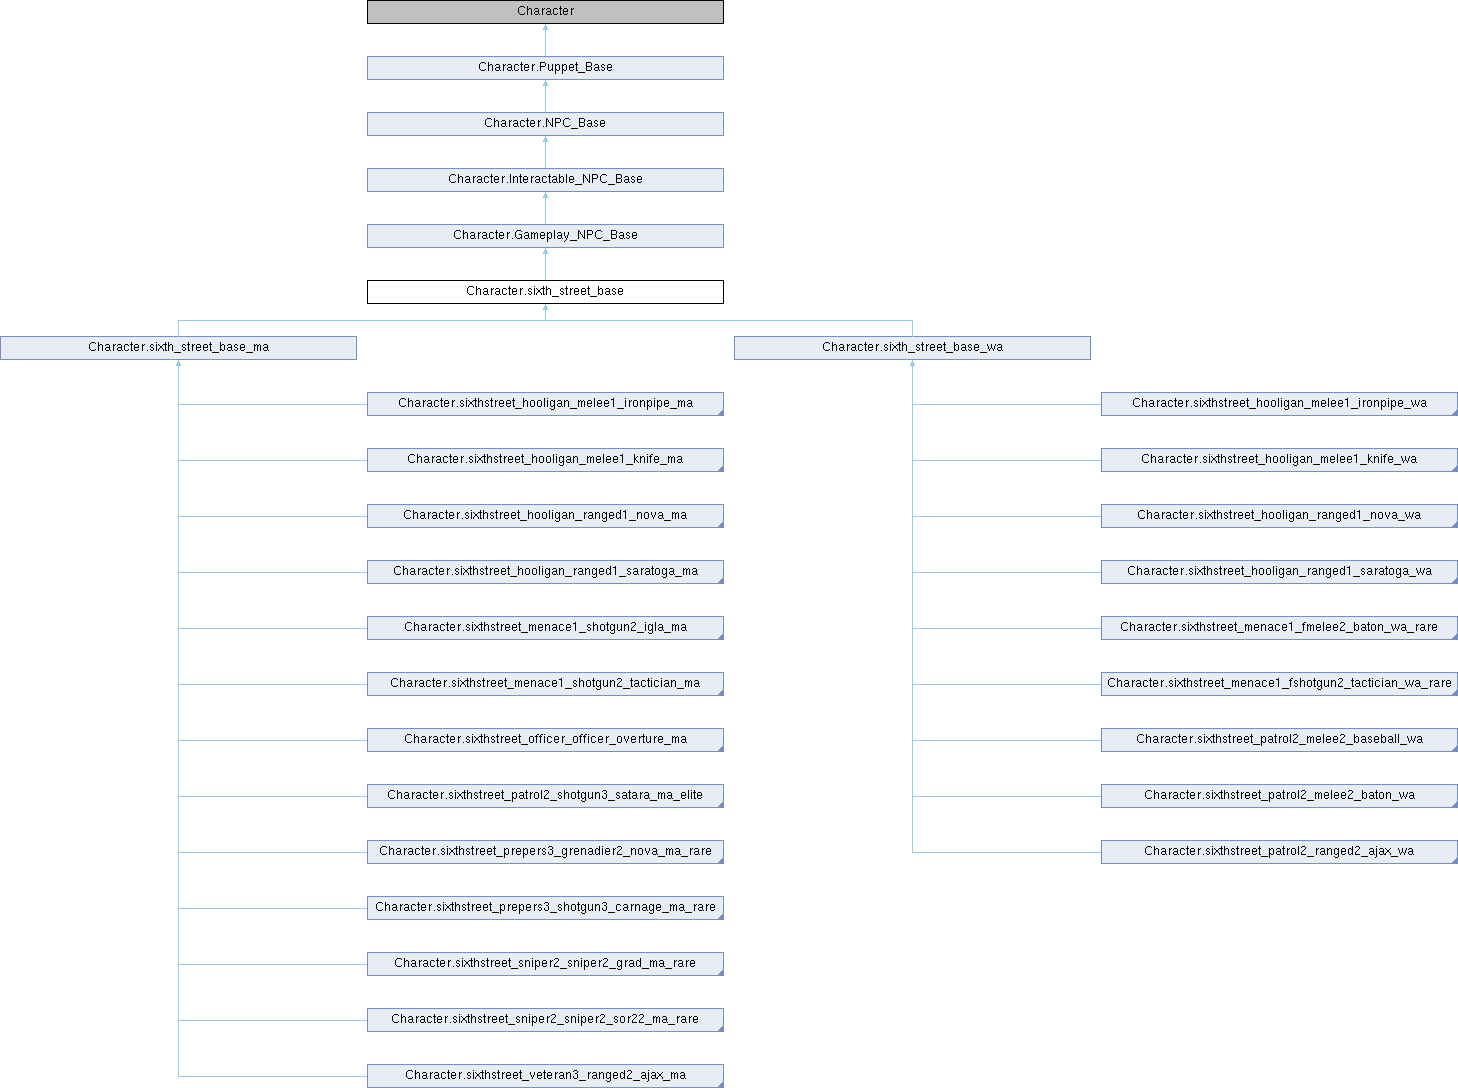 Character
Character.Puppet_Base
Character.NPC_Base
Character.Interactable_NPC_Base
Character.Gameplay_NPC_Base
Character.sixth_street_base
Character.sixth_street_base_ma
Character.sixth_street_base_wa
Character.sixthstreet_hooligan_melee1_ironpipe_ma
Character.sixthstreet_hooligan_melee1_ironpipe_wa
Character.sixthstreet_hooligan_melee1_knife_ma
Character.sixthstreet_hooligan_melee1_knife_wa
Character.sixthstreet_hooligan_ranged1_nova_ma
Character.sixthstreet_hooligan_ranged1_nova_wa
Character.sixthstreet_hooligan_ranged1_saratoga_ma
Character.sixthstreet_hooligan_ranged1_saratoga_wa
Character.sixthstreet_menace1_shotgun2_igla_ma
Character.sixthstreet_menace1_fmelee2_baton_wa_rare
Character.sixthstreet_menace1_shotgun2_tactician_ma
Character.sixthstreet_menace1_fshotgun2_tactician_wa_rare
Character.sixthstreet_officer_officer_overture_ma
Character.sixthstreet_patrol2_melee2_baseball_wa
Character.sixthstreet_patrol2_shotgun3_satara_ma_elite
Character.sixthstreet_patrol2_melee2_baton_wa
Character.sixthstreet_prepers3_grenadier2_nova_ma_rare
Character.sixthstreet_patrol2_ranged2_ajax_wa
Character.sixthstreet_prepers3_shotgun3_carnage_ma_rare
Character.sixthstreet_sniper2_sniper2_grad_ma_rare
Character.sixthstreet_sniper2_sniper2_sor22_ma_rare
Character.sixthstreet_veteran3_ranged2_ajax_ma